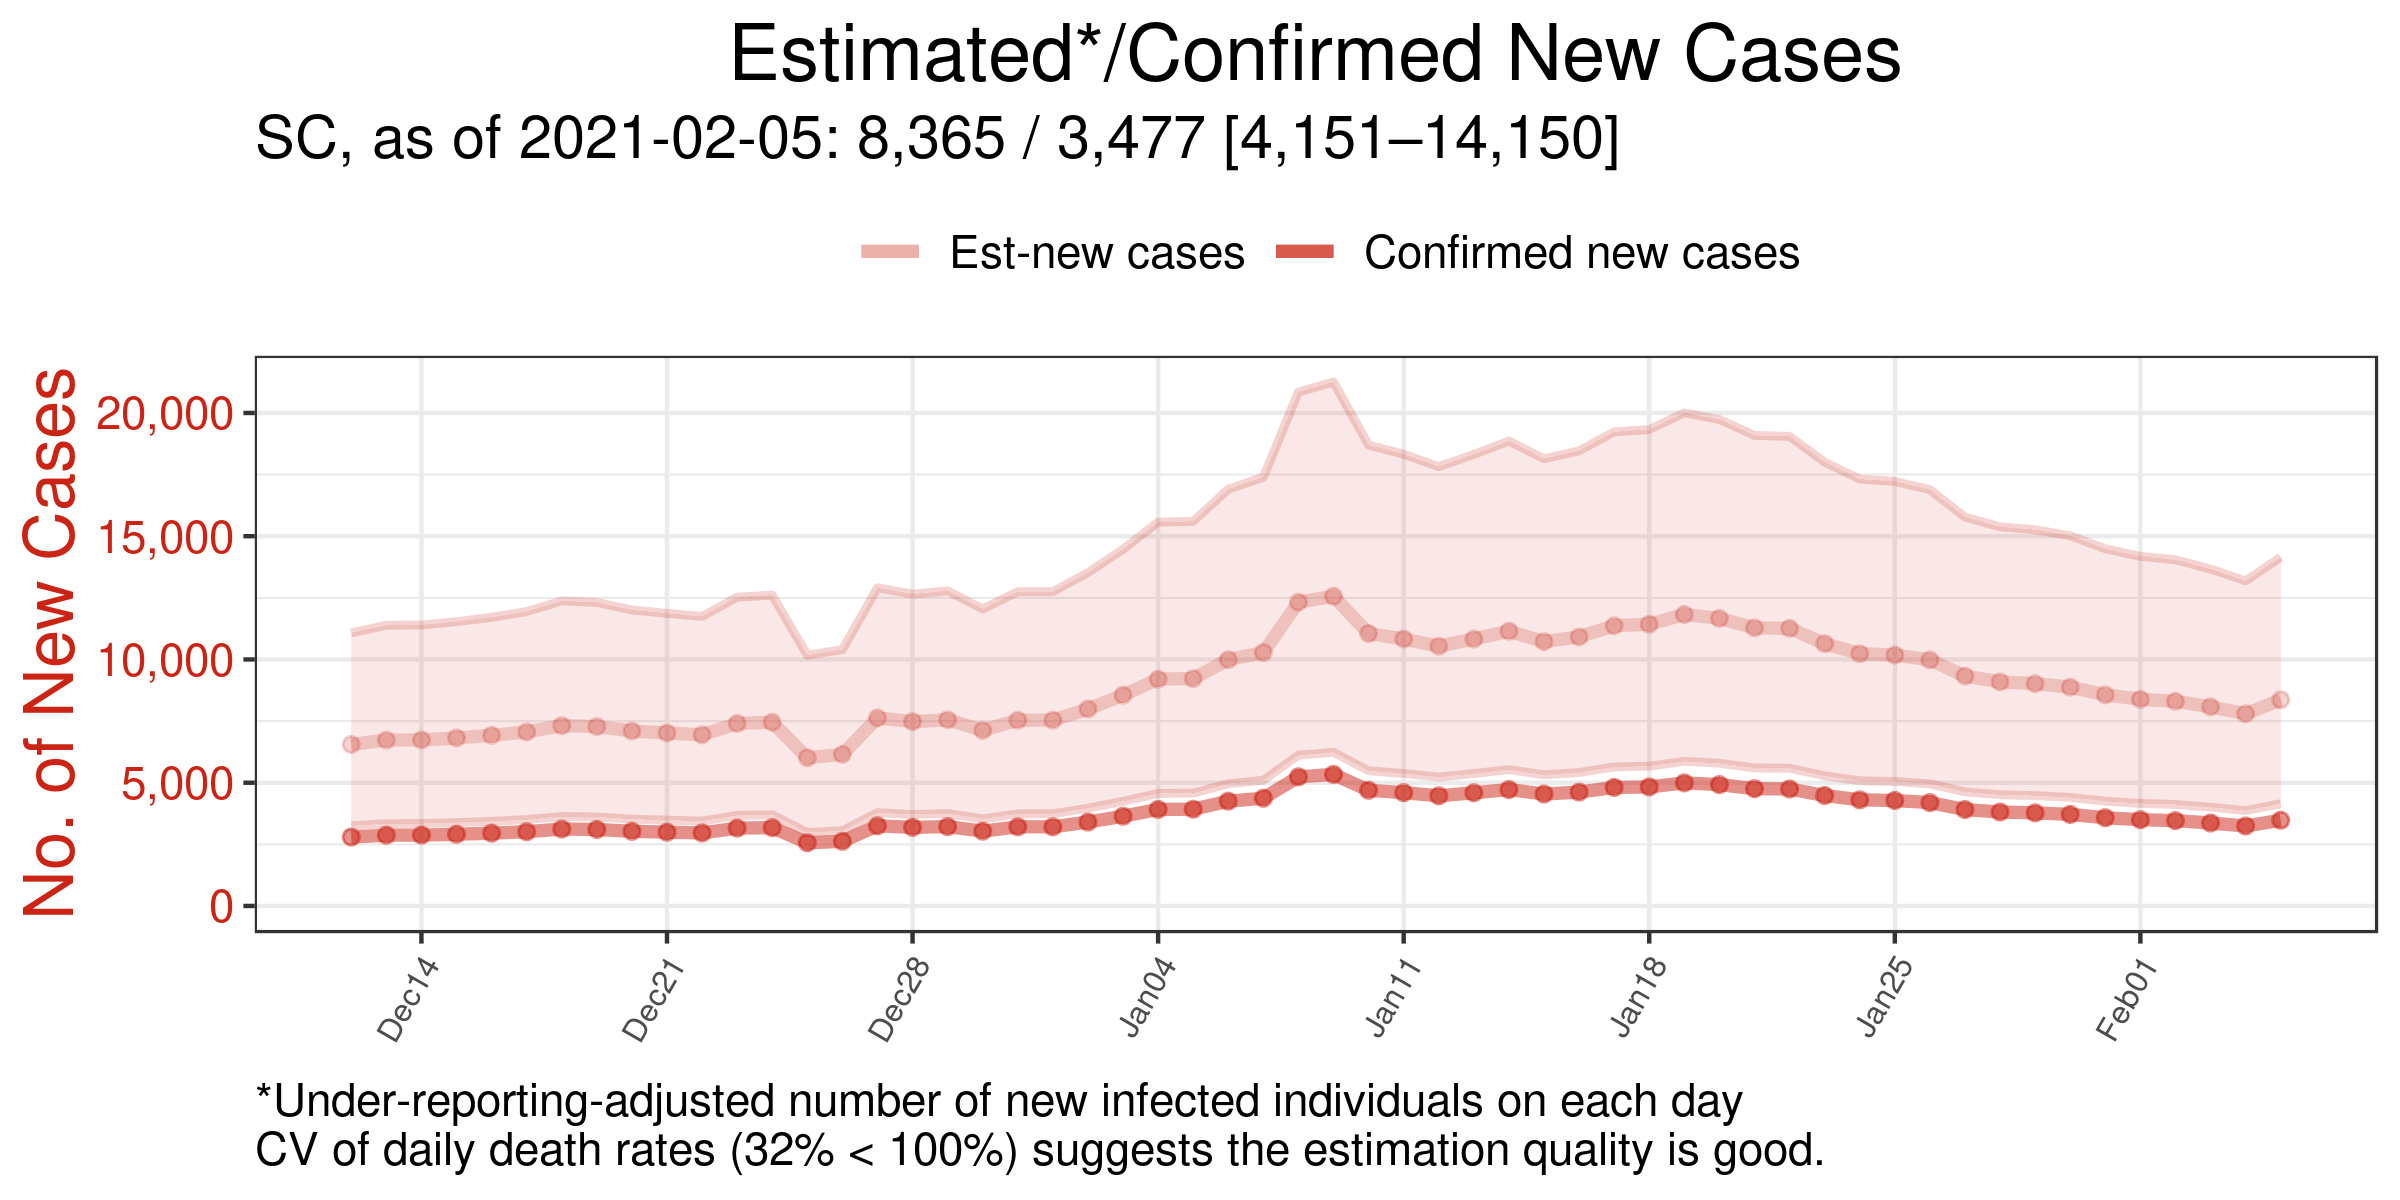 Estimated*/Confirmed New Cases
SC, as of 2021-02-05: 8,365 / 3,477 [4,151–14,150]
Est-new cases
Confirmed new cases
No. of New Cases
20,000
15,000
10,000
5,000
0
Dec14
Dec21
Dec28
Jan04
Jan11
Jan18
Jan25
Feb01
*Under-reporting-adjusted number of new infected individuals on each day
CV of daily death rates (32% < 100%) suggests the estimation quality is good.